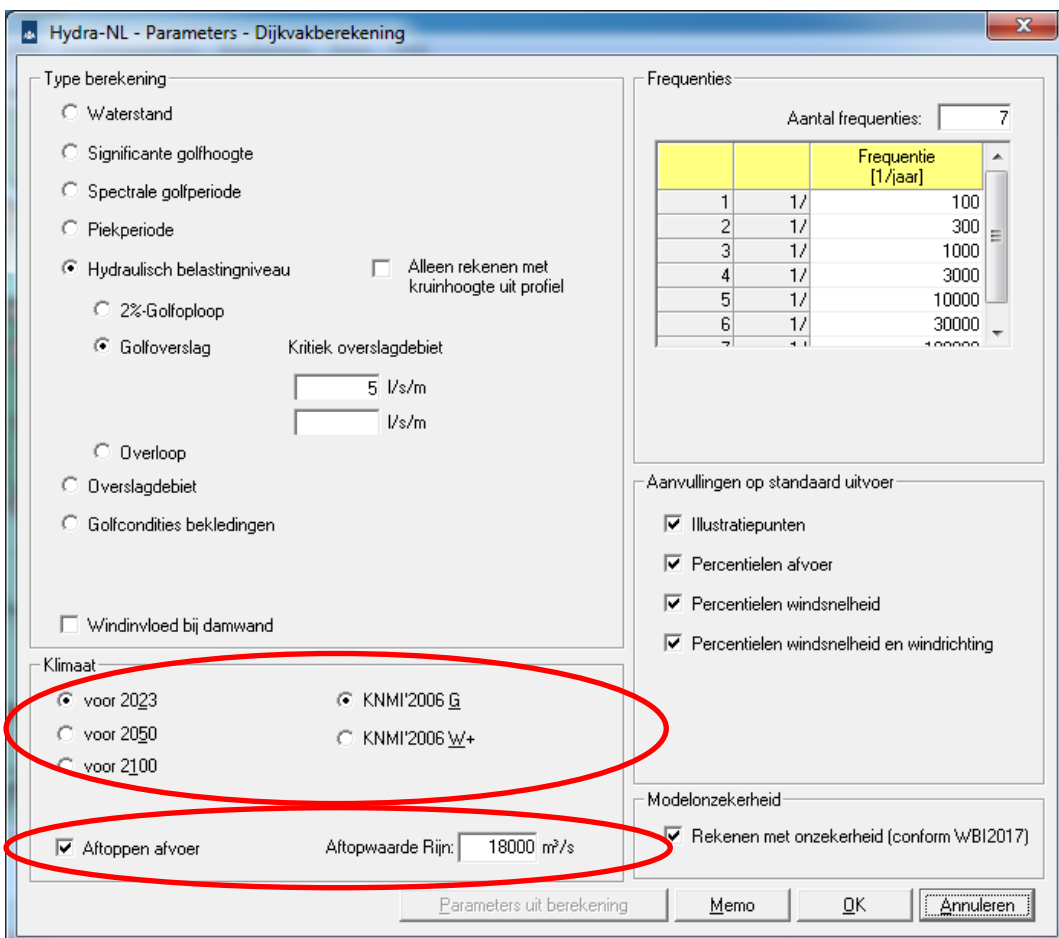 Hydra-NL - Parameters - Dijkvakberekening
Type berekening
Waterstand
Significante golfhoogte
Spectrale golfperiode
Piekperiode
Hydraulisch belastingniveau
Alleen rekenen met
kruinhoogte uit profiel
2%-Golfoploop
Golfoverslag
Kritiek overslagdebiet
5 l/s/m
l/s/m
Overloop
Overslagdebiet
Golfcondities bekledingen
Windinvloed bij damwand
Klimaat
voor 2023
KNMI'2006 G
voor 2050
KNMI'2006 W+
voor 2100
Aftoppen afvoer
Aftopwaarde Rijn: 18000 m³/s
Frequenties
Aantal frequenties: 7
Frequentie
[1/jaar]
1 1/ 100
2 1/ 300
3 1/ 1000
4 1/ 3000
5 1/ 10000
6 1/ 30000
Aanvullingen op standaard uitvoer
Illustratiepunten
Percentielen afvoer
Percentielen windsnelheid
Percentielen windsnelheid en windrichting
Modelonzekerheid
Rekenen met onzekerheid (conform WBI2017)
Parameters uit berekening
Memo
OK
Annuleren